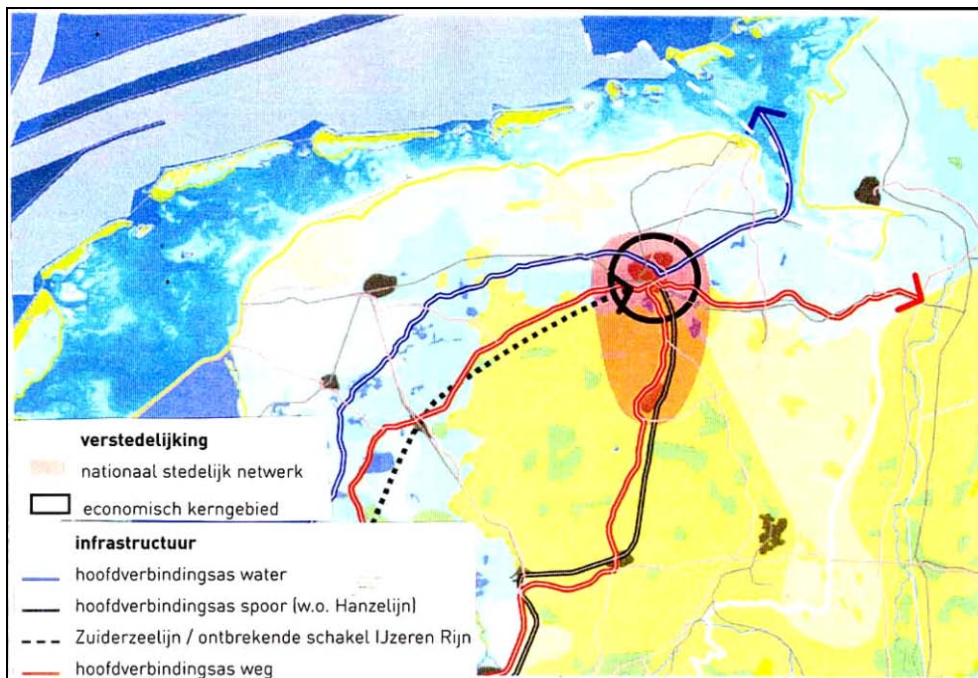 verstedelijking
nationaal stedelijk netwerk
economisch kerngebied
infrastructuur
hoofdverbindingsas water
hoofdverbindingsas spoor (w.o. Hanzelijn)
Zuiderzeelijn / ontbrekende schakel IJzeren Rijn
hoofdverbindingsas weg